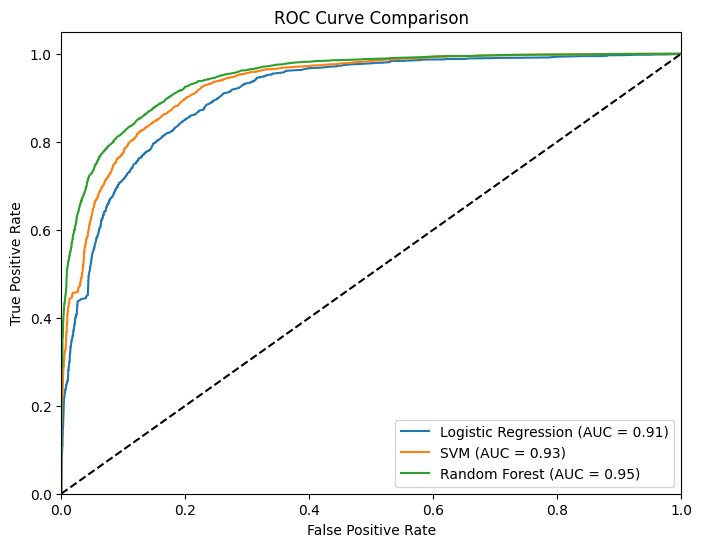 ROC Curve Comparison
True Positive Rate
1.0
0.8
0.6
0.4
0.2
0.0
Logistic Regression (AUC = 0.91)
SVM (AUC = 0.93)
Random Forest (AUC = 0.95)
0.0 0.2 0.4 0.6 0.8 1.0
False Positive Rate